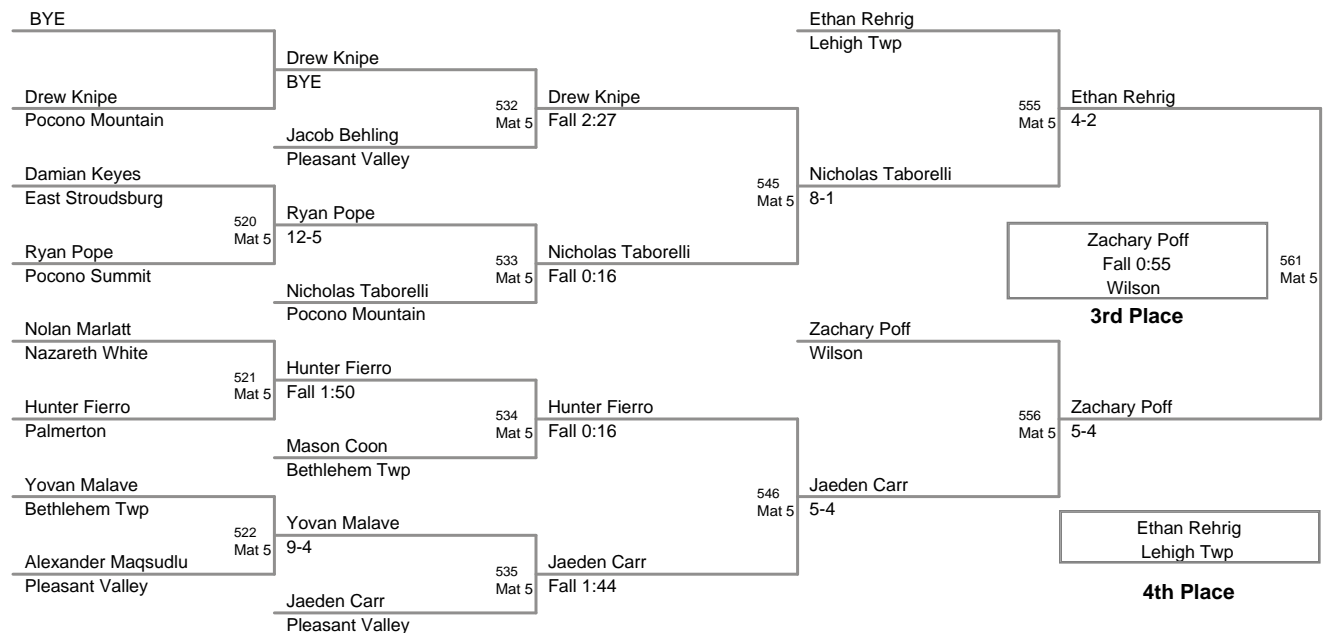 BYE
Drew Knipe
Pocono Mountain
Damian Keyes
East Stroudsburg
520
Mat 5
Ryan Pope
Pocono Summit
Nolan Marlatt
Nazareth White
521
Mat 5
Hunter Fierro
Palmerton
Yovan Malave
Bethlehem Twp
522
Mat 5
Alexander Maqsudlu
Pleasant Valley
Drew Knipe
BYE
532
Mat 5
Jacob Behling
Pleasant Valley
Ryan Pope
12-5
533
Mat 5
Nicholas Taborelli
Pocono Mountain
Hunter Fierro
Fall 1:50
534
Mat 5
Mason Coon
Bethlehem Twp
Yovan Malave
9-4
535
Mat 5
Jaeden Carr
Pleasant Valley
Drew Knipe
Fall 2:27
545
Mat 5
Nicholas Taborelli
Fall 0:16
Hunter Fierro
Fall 0:16
546
Mat 5
Jaeden Carr
Fall 1:44
Ethan Rehrig
Lehigh Twp
555
Mat 5
Nicholas Taborelli
8-1
Zachary Poff
Wilson
556
Mat 5
Jaeden Carr
5-4
Ethan Rehrig
4-2
Zachary Poff
Fall 0:55
Wilson
561
Mat 5
3rd Place
Zachary Poff
5-4
Ethan Rehrig
Lehigh Twp
4th Place